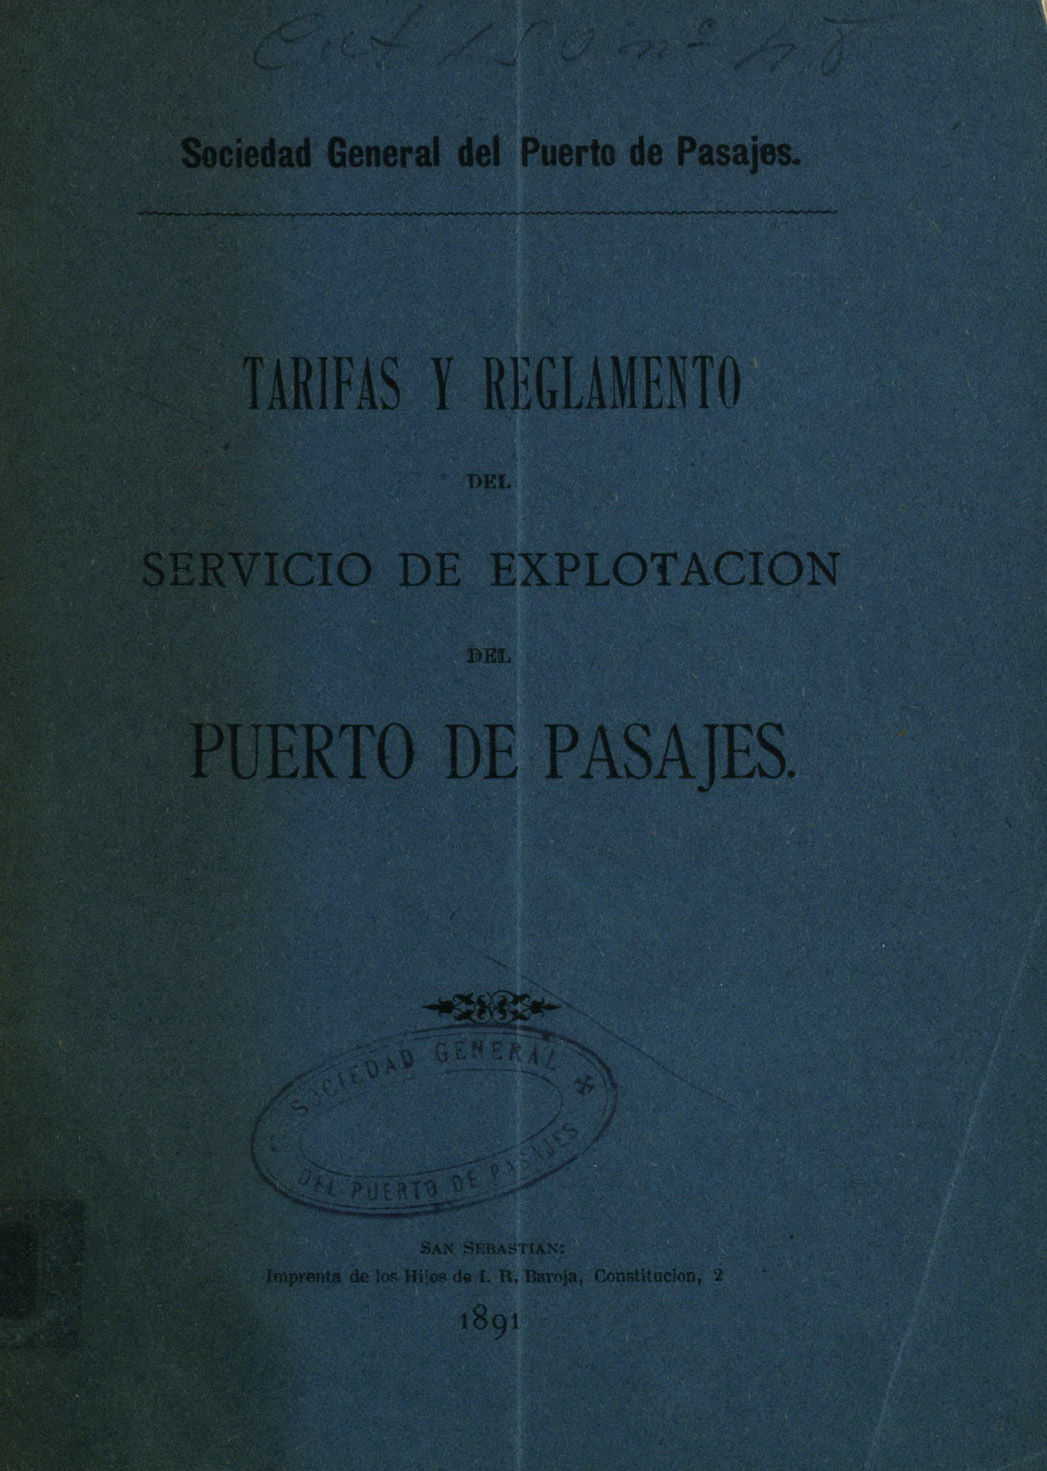 Sociedad General del Puerto de Pasajes.
TARIFAS Y REGLAMENTO
DEL
SERVICIO DE EXPLOTACION
DEL
PUERTO DE PASAJES.
SOCIEDAD GENERAL
DEL PUERTO DE PASAJES
SAN SEBASTIAN:
Imprenta de los Hijos de I. R. Baroja, Constitucion, 2
1891